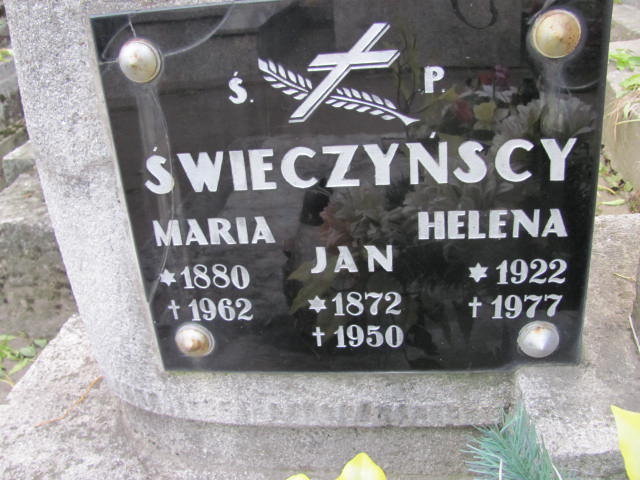 Ś. P.
ŚWIECZYŃSCY
MARIA
✶1880
†1962
JAN
✶1872
†1950
HELENA
✶1922
†1977